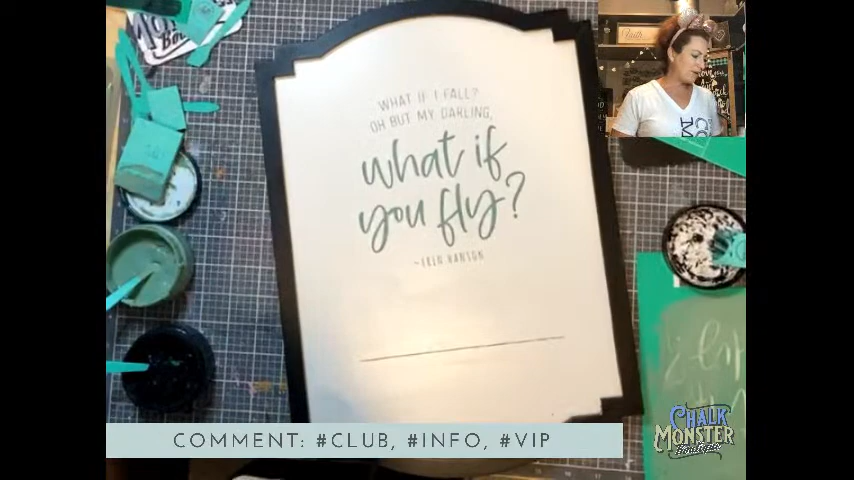 WHAT IF I FALL?
OH BUT MY DARLING,
what if
you fly?
~ERIN HANSON
COMMENT: #CLUB, #INFO, #VIP
CHALK
MONSTER